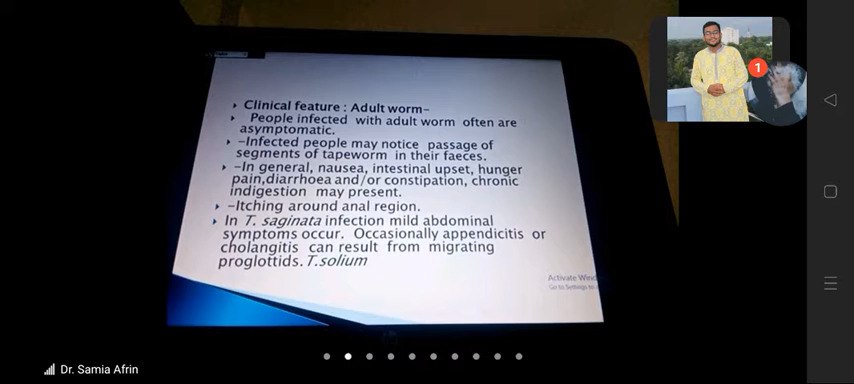 1
Clinical feature : Adult worm-
People infected with adult worm often are
asymptomatic.
-Infected people may notice passage of
segments of tapeworm in their faeces.
-In general, nausea, intestinal upset, hunger
pain,diarrhoea and/or constipation, chronic
indigestion may present.
-Itching around anal region.
In T. saginata infection mild abdominal
symptoms occur. Occasionally appendicitis or
cholangitis can result from migrating
proglottids. T.solium
Activate Wind
Go to Settings to
Dr. Samia Afrin